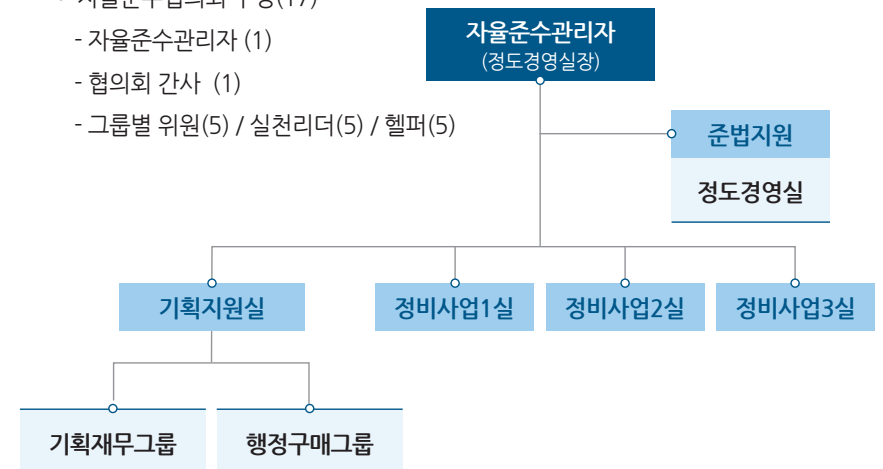 - 자율준수관리자 (1)
- 협의회 간사 (1)
- 그룹별 위원(5) / 실천리더(5) / 헬퍼(5)
자율준수관리자
(정도경영실장)
준법지원
정도경영실
기획지원실
정비사업1실
정비사업2실
정비사업3실
기획재무그룹
행정구매그룹